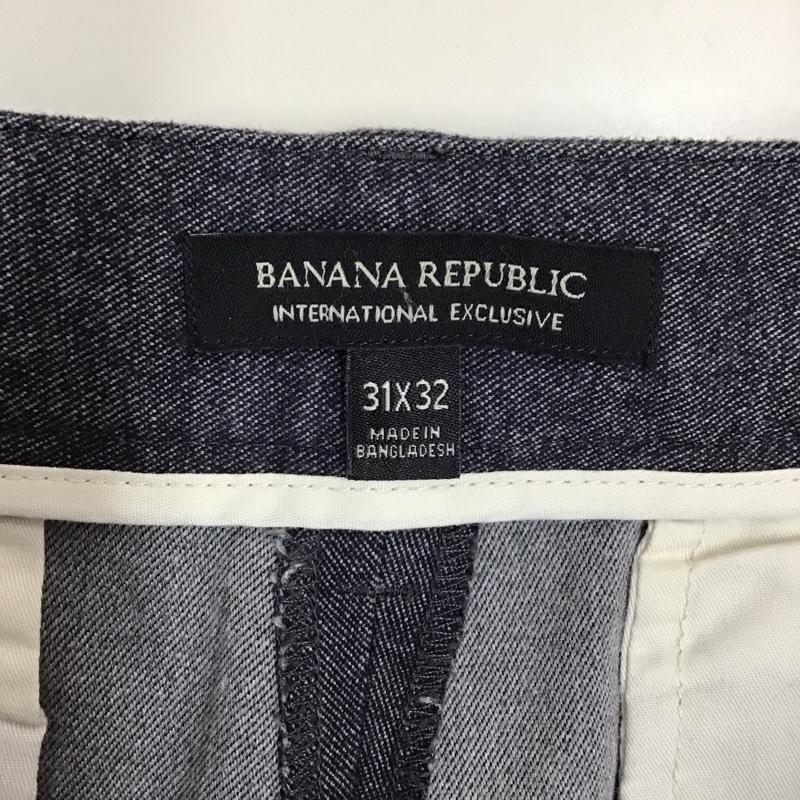 BANANA REPUBLIC
INTERNATIONAL EXCLUSIVE
31X32
MADE IN
BANGLADESH